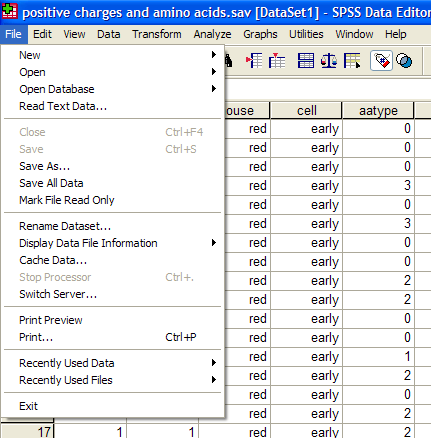 positive charges and amino acids.sav [DataSet1] - SPSS Data Editor
File Edit View Data Transform Analyze Graphs Utilities Window Help
New
Open
Open Database
Read Text Data...
Close Ctrl+F4
Save Ctrl+S
Save As...
Save All Data
Mark File Read Only
Rename Dataset...
Display Data File Information
Cache Data...
Stop Processor Ctrl+.
Switch Server...
Print Preview
Print... Ctrl+P
Recently Used Data
Recently Used Files
Exit
ouse cell aatype
red early 0
red early 0
red early 0
red early 3
red early 0
red early 3
red early 0
red early 0
red early 2
red early 2
red early 0
red early 0
red early 1
red early 2
red early 0
red early 2
17 1 1 red early 2